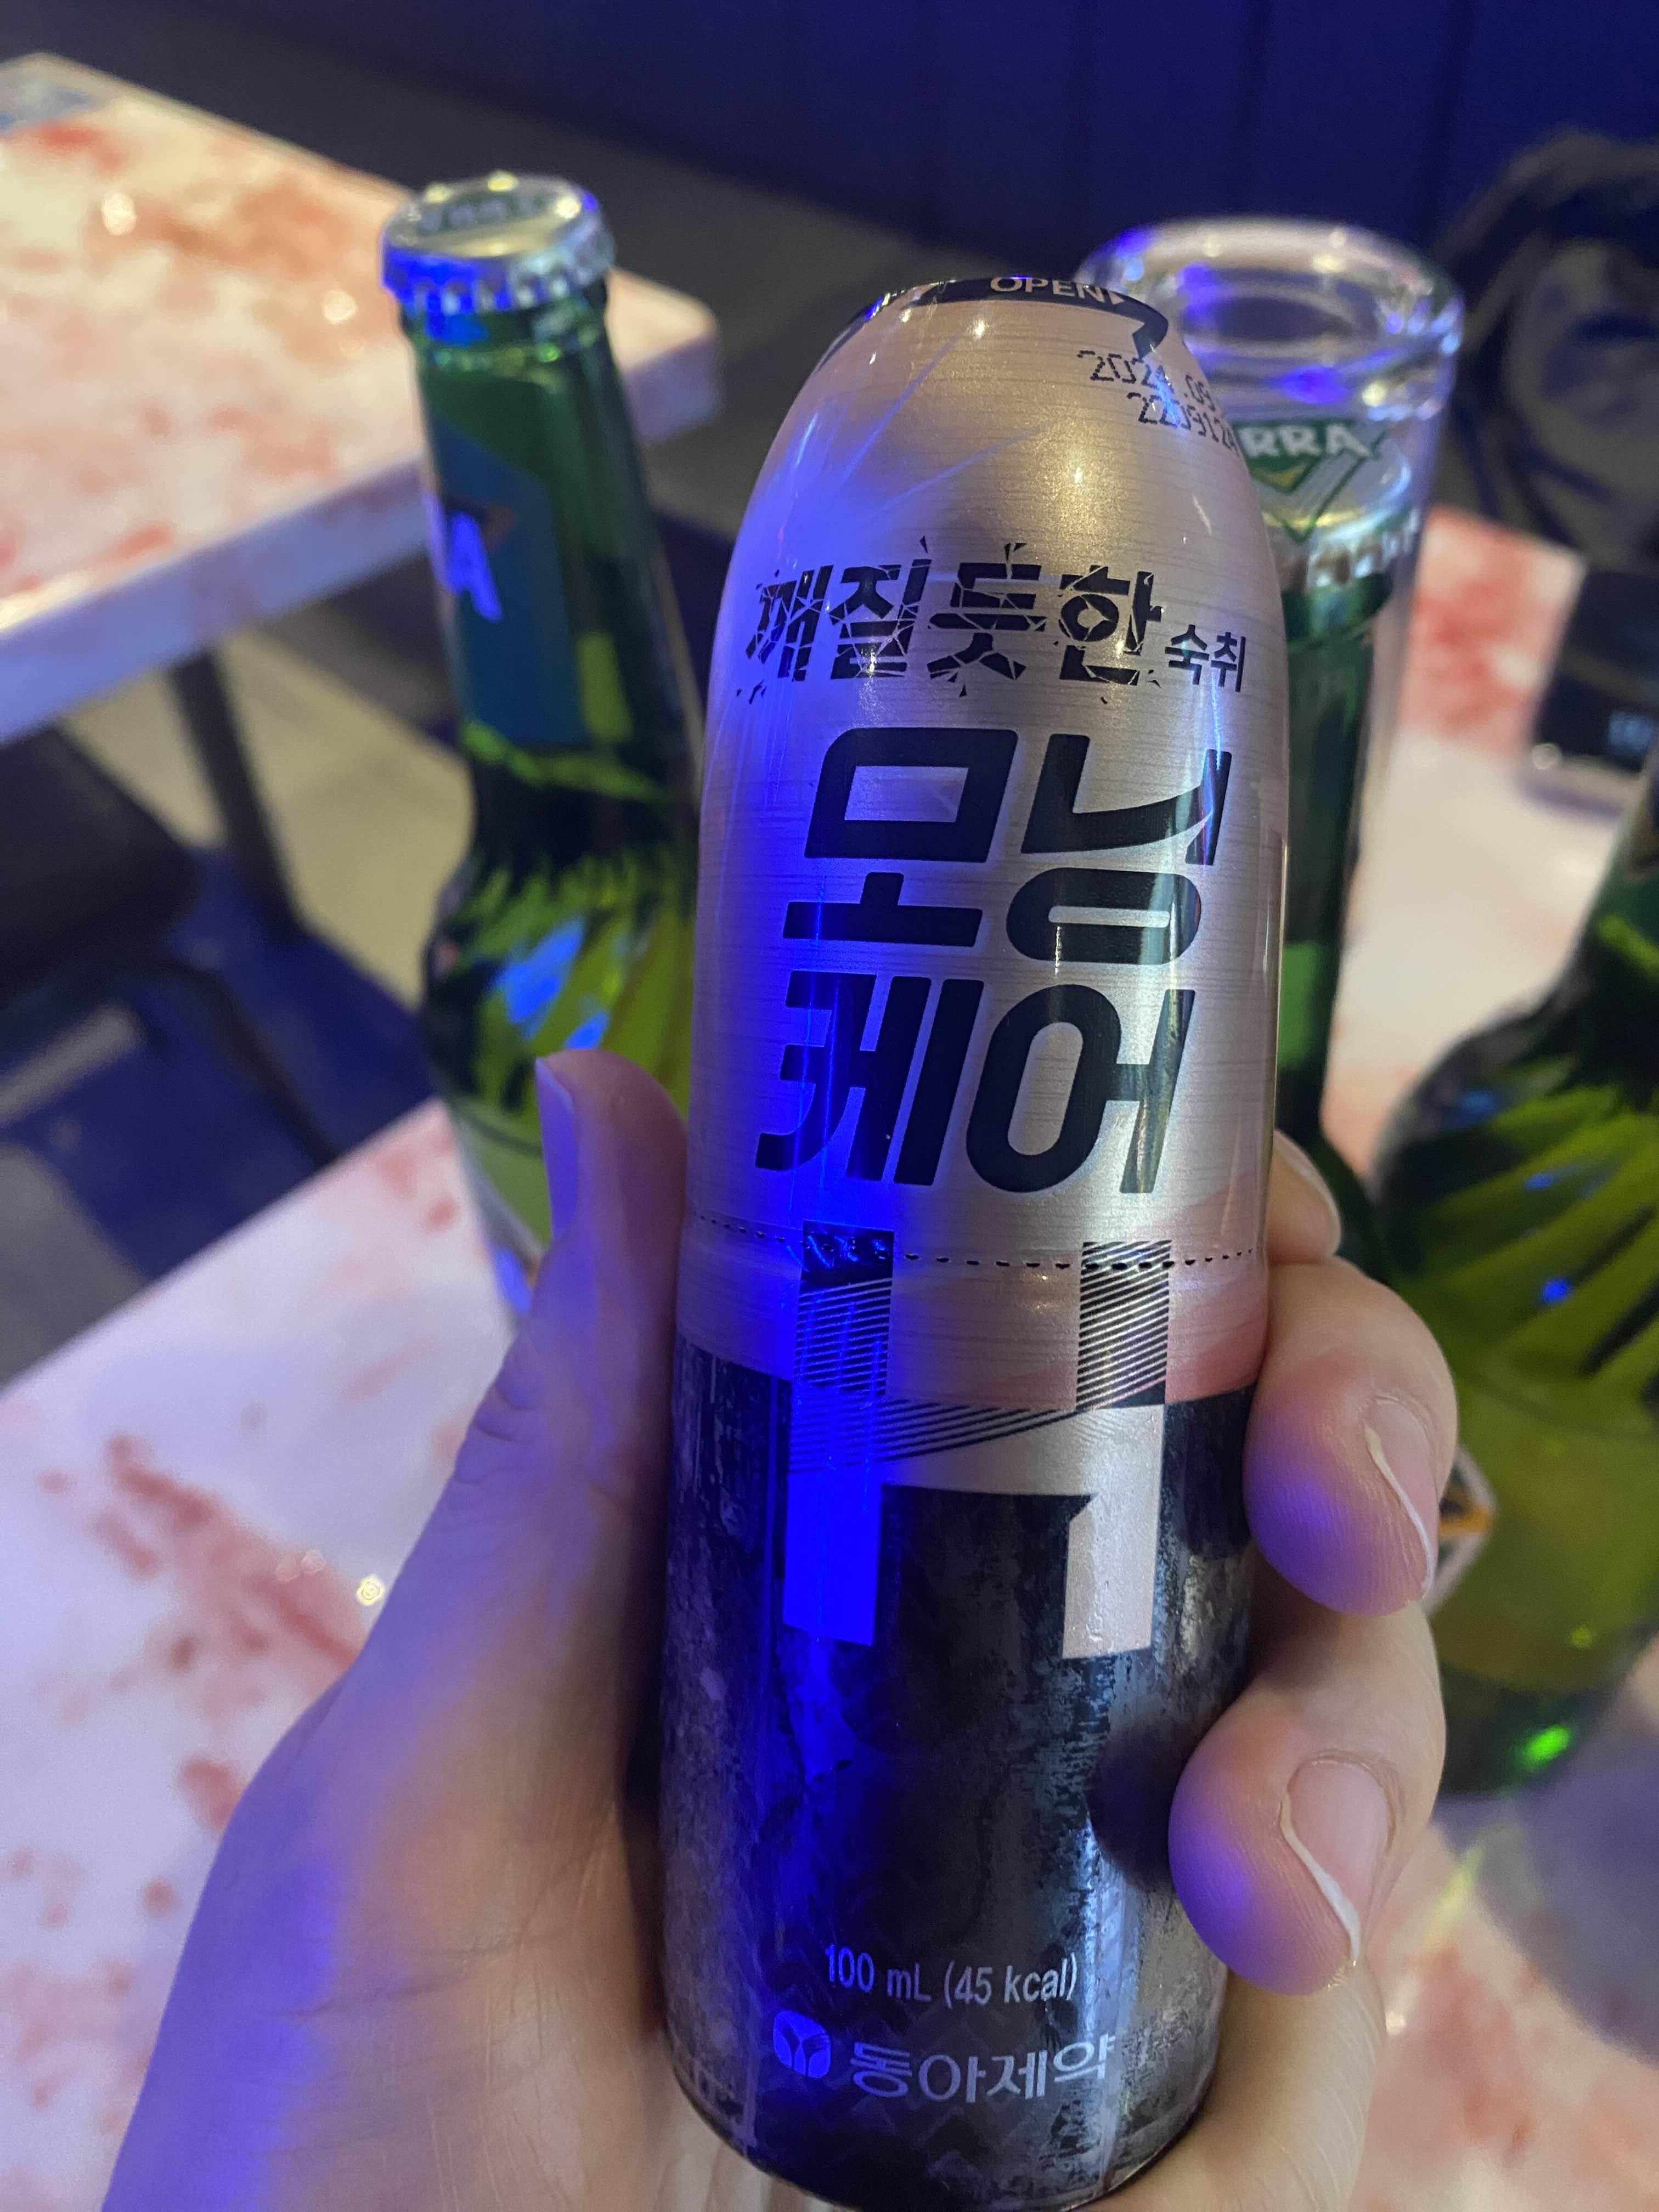 OPEN
깨질듯한 숙취
모닝
케어
H
100 mL (45 kcal)
동아제약
RRA
A